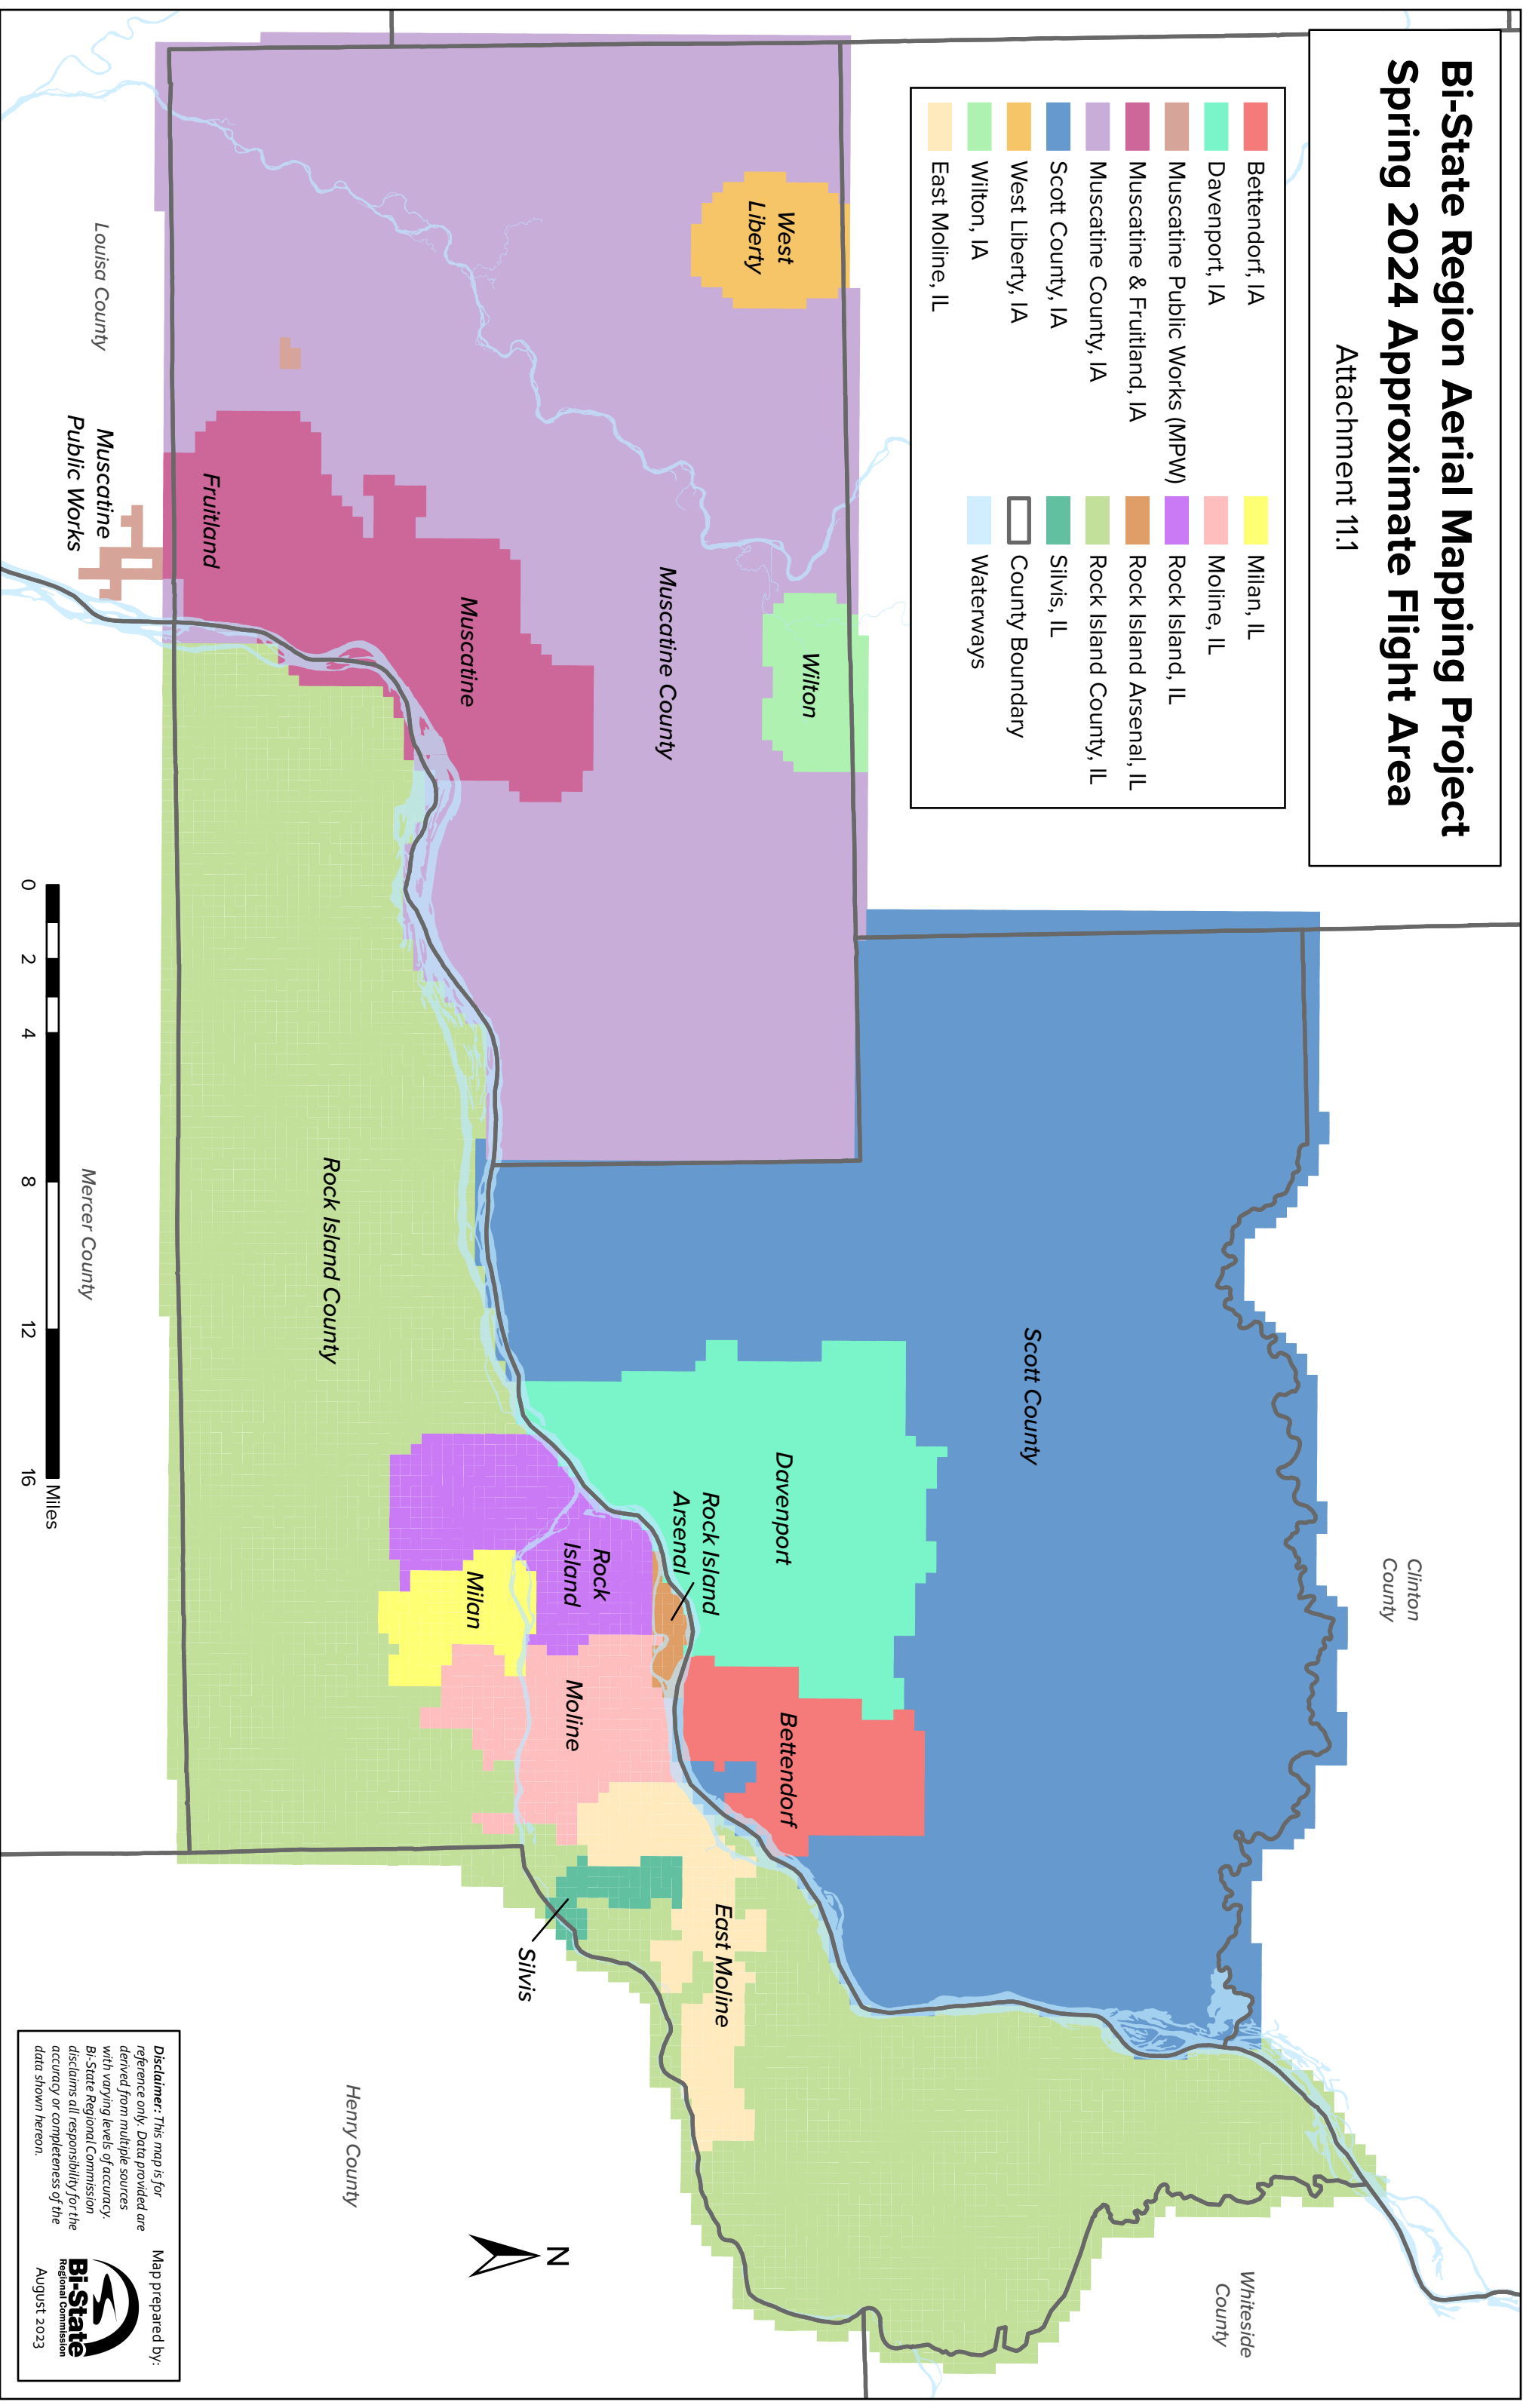 Bi-State Region Aerial Mapping Project
Spring 2024 Approximate Flight Area
Attachment 11.1
Bettendorf, IA
Davenport, IA
Muscatine Public Works (MPW)
Muscatine & Fruitland, IA
Muscatine County, IA
Scott County, IA
West Liberty, IA
Wilton, IA
East Moline, IL
Milan, IL
Moline, IL
Rock Island, IL
Rock Island Arsenal, IL
Rock Island County, IL
Silvis, IL
County Boundary
Waterways
Clinton
County
Whiteside
County
Scott County
West
Liberty
Wilton
Davenport
Bettendorf
Rock Island
Arsenal
East Moline
Muscatine County
Rock
Island
Moline
Silvis
Muscatine
Milan
Fruitland
Rock Island County
Henry County
N
Louisa County
Muscatine
Public Works
Mercer County
0 2 4 8 12 16
Miles
Disclaimer: This map is for
reference only. Data provided are
derived from multiple sources
with varying levels of accuracy.
Bi-State Regional Commission
disclaims all responsibility for the
accuracy or completeness of the
data shown hereon.
Map prepared by:
Bi-State
Regional Commission
August 2023